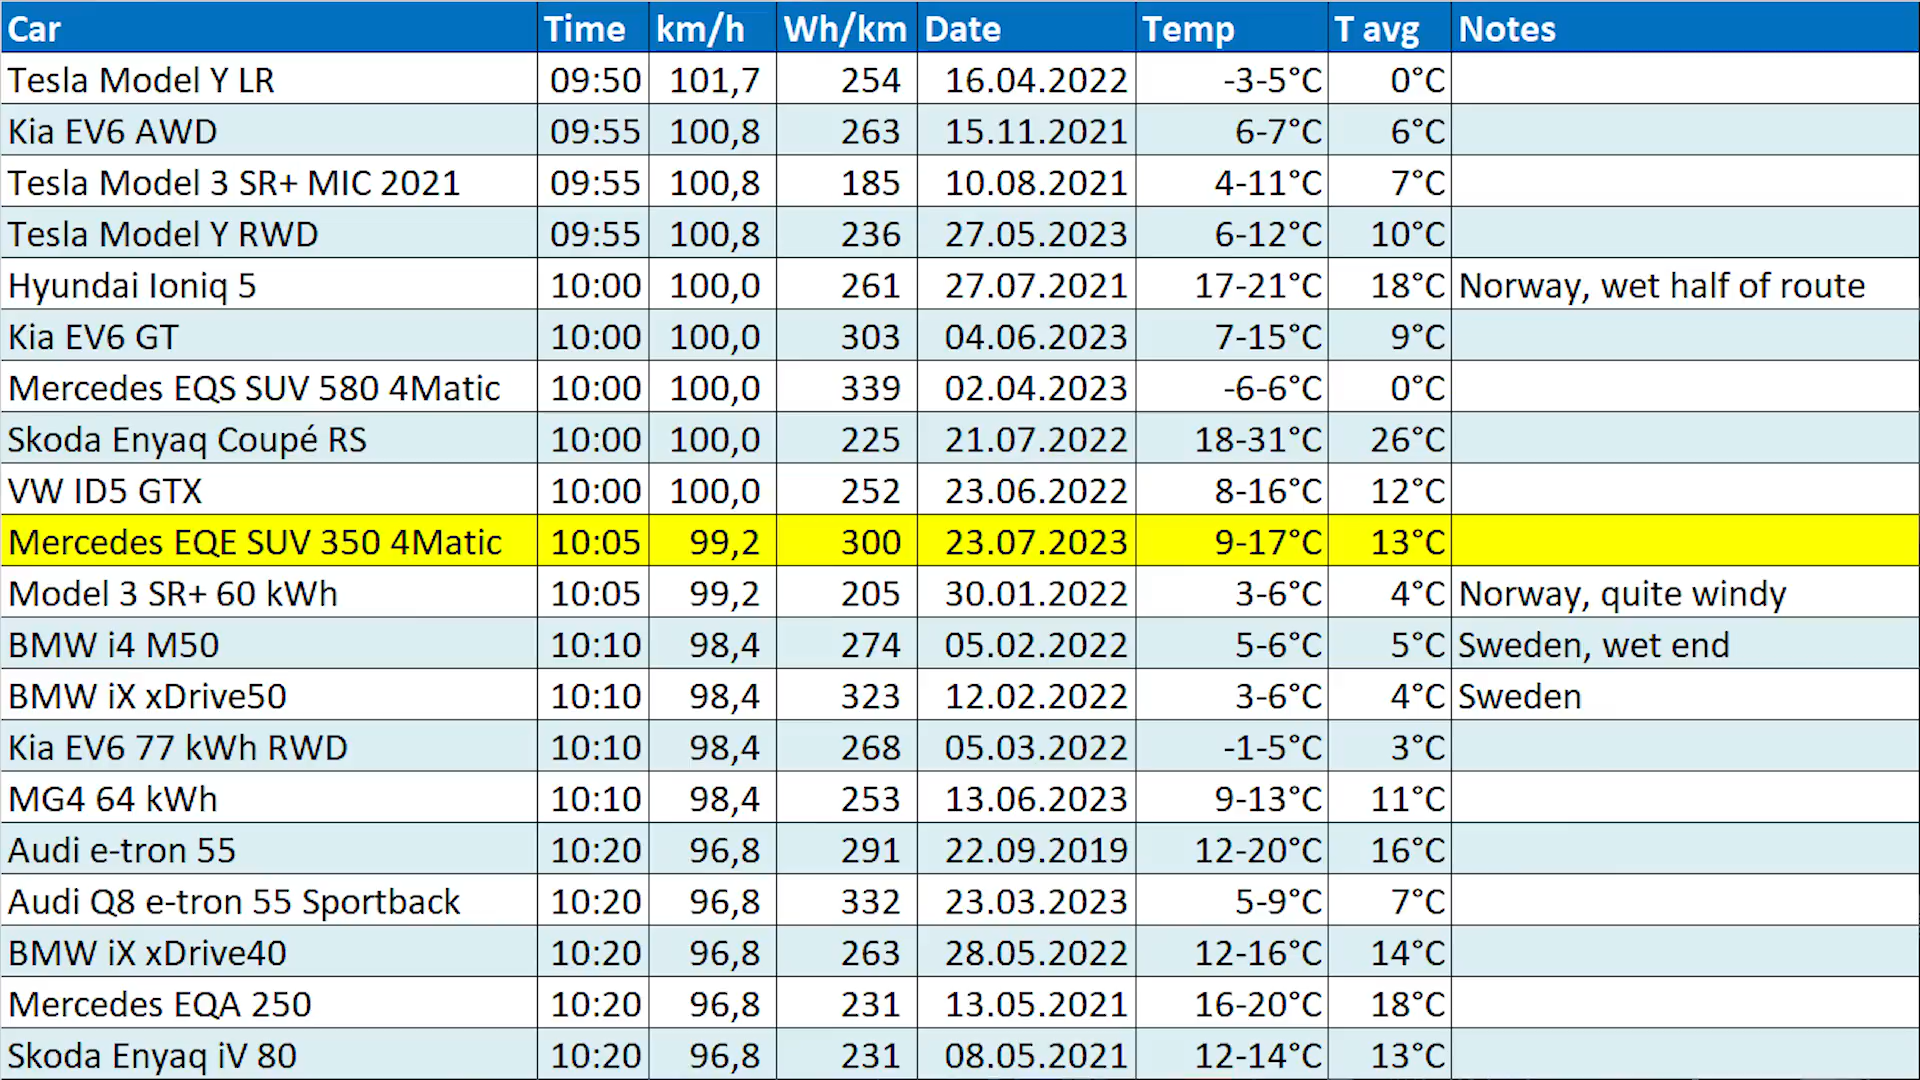 Car Time km/h Wh/km Date Temp T avg Notes
Tesla Model Y LR 09:50 101,7 254 16.04.2022 -3-5°C 0°C
Kia EV6 AWD 09:55 100,8 263 15.11.2021 6-7°C 6°C
Tesla Model 3 SR+ MIC 2021 09:55 100,8 185 10.08.2021 4-11°C 7°C
Tesla Model Y RWD 09:55 100,8 236 27.05.2023 6-12°C 10°C
Hyundai Ioniq 5 10:00 100,0 261 27.07.2021 17-21°C 18°C Norway, wet half of route
Kia EV6 GT 10:00 100,0 303 04.06.2023 7-15°C 9°C
Mercedes EQS SUV 580 4Matic 10:00 100,0 339 02.04.2023 -6-6°C 0°C
Skoda Enyaq Coupé RS 10:00 100,0 225 21.07.2022 18-31°C 26°C
VW ID5 GTX 10:00 100,0 252 23.06.2022 8-16°C 12°C
Mercedes EQE SUV 350 4Matic 10:05 99,2 300 23.07.2023 9-17°C 13°C
Model 3 SR+ 60 kWh 10:05 99,2 205 30.01.2022 3-6°C 4°C Norway, quite windy
BMW i4 M50 10:10 98,4 274 05.02.2022 5-6°C 5°C Sweden, wet end
BMW iX xDrive50 10:10 98,4 323 12.02.2022 3-6°C 4°C Sweden
Kia EV6 77 kWh RWD 10:10 98,4 268 05.03.2022 -1-5°C 3°C
MG4 64 kWh 10:10 98,4 253 13.06.2023 9-13°C 11°C
Audi e-tron 55 10:20 96,8 291 22.09.2019 12-20°C 16°C
Audi Q8 e-tron 55 Sportback 10:20 96,8 332 23.03.2023 5-9°C 7°C
BMW iX xDrive40 10:20 96,8 263 28.05.2022 12-16°C 14°C
Mercedes EQA 250 10:20 96,8 231 13.05.2021 16-20°C 18°C
Skoda Enyaq iV 80 10:20 96,8 231 08.05.2021 12-14°C 13°C